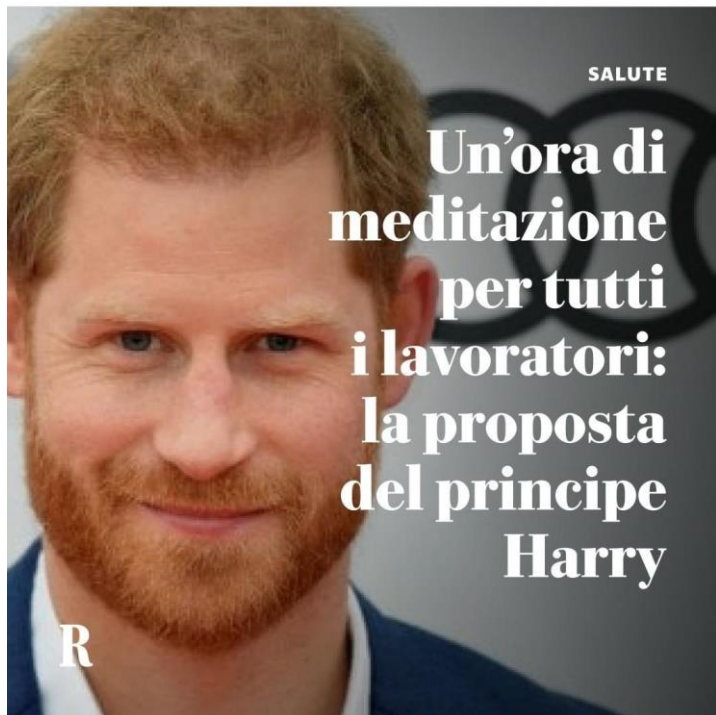 SALUTE
Un’ora di
meditazione
per tutti
i lavoratori:
la proposta
del principe
Harry
R